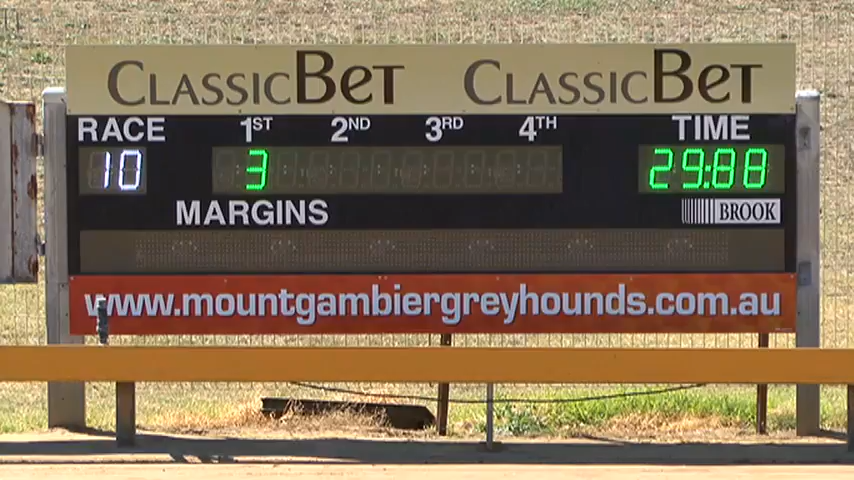 CLASSICBET CLASSICBET
RACE 1ST 2ND 3RD 4TH TIME
10 3 29:88
MARGINS BROOK
www.mountgambiergreyhounds.com.au